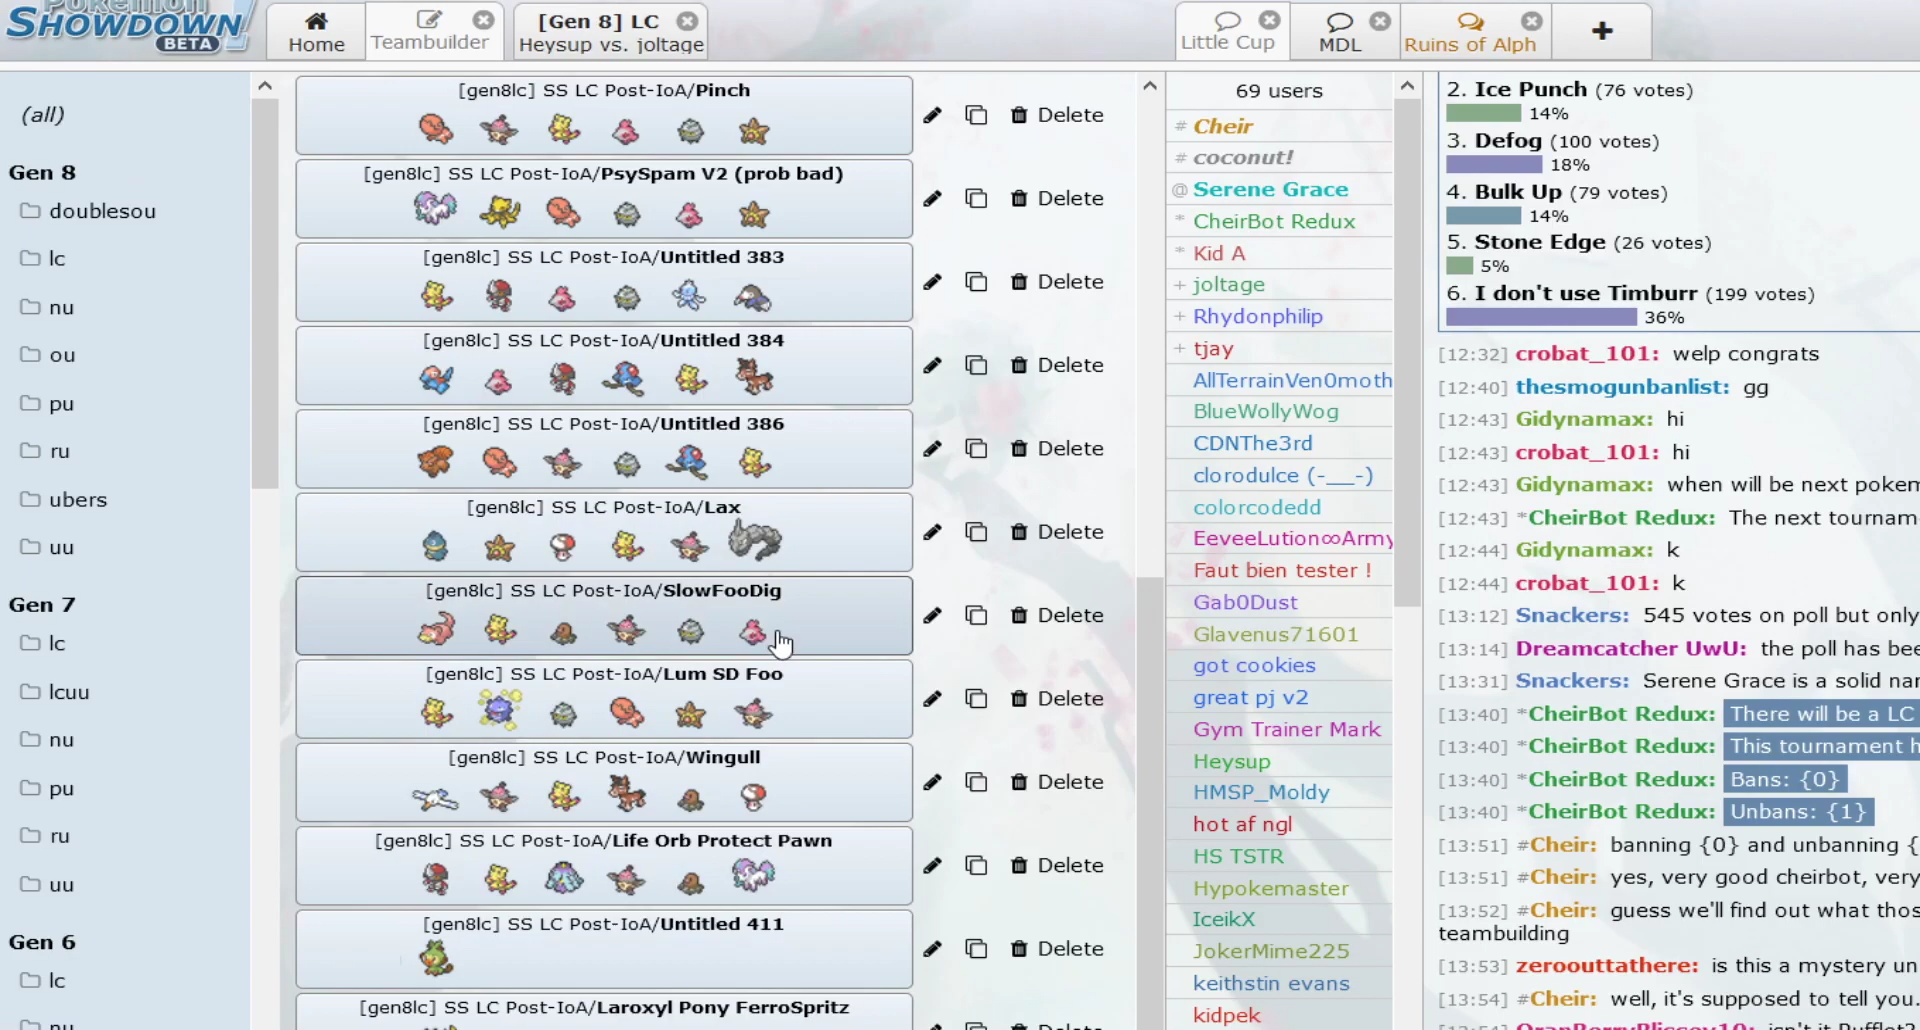 Pokémon
SHOWDOWN
BETA
Home
Teambuilder
[Gen 8] LC
Heysup vs. joltage
Little Cup
MDL
Ruins of Alph
(all)
Gen 8
doublesou
lc
nu
ou
pu
ru
ubers
uu
Gen 7
lc
lcuu
nu
pu
ru
uu
Gen 6
lc
nu
[gen8lc] SS LC Post-IoA/Pinch
Delete
[gen8lc] SS LC Post-IoA/PsySpam V2 (prob bad)
Delete
[gen8lc] SS LC Post-IoA/Untitled 383
Delete
[gen8lc] SS LC Post-IoA/Untitled 384
Delete
[gen8lc] SS LC Post-IoA/Untitled 386
Delete
[gen8lc] SS LC Post-IoA/Lax
Delete
[gen8lc] SS LC Post-IoA/SlowFooDig
Delete
[gen8lc] SS LC Post-IoA/Lum SD Foo
Delete
[gen8lc] SS LC Post-IoA/Wingull
Delete
[gen8lc] SS LC Post-IoA/Life Orb Protect Pawn
Delete
[gen8lc] SS LC Post-IoA/Untitled 411
Delete
[gen8lc] SS LC Post-IoA/Laroxyl Pony FerroSpritz
Delete
69 users
# Cheir
# coconut!
@ Serene Grace
* CheirBot Redux
* Kid A
+ joltage
+ Rhydonphilip
+ tjay
AllTerrainVen0moth
BlueWollyWog
CDNThe3rd
clorodulce (-__-)
colorcodedd
EeveeLution∞Army
Faut bien tester !
Gab0Dust
Glavenus71601
got cookies
great pj v2
Gym Trainer Mark
Heysup
HMSP_Moldy
hot af ngl
HS TSTR
Hypokemaster
IceikX
JokerMime225
keithstin evans
kidpek
2. Ice Punch (76 votes)
14%
3. Defog (100 votes)
18%
4. Bulk Up (79 votes)
14%
5. Stone Edge (26 votes)
5%
6. I don't use Timburr (199 votes)
36%
[12:32] crobat_101: welp congrats
[12:40] thesmogunbanlist: gg
[12:43] Gidynamax: hi
[12:43] crobat_101: hi
[12:43] Gidynamax: when will be next pokem
[12:43] *CheirBot Redux: The next tournam
[12:44] Gidynamax: k
[12:44] crobat_101: k
[13:12] Snackers: 545 votes on poll but only
[13:14] Dreamcatcher UwU: the poll has bee
[13:31] Snackers: Serene Grace is a solid nar
[13:40] *CheirBot Redux: There will be a LC
[13:40] *CheirBot Redux: This tournament h
[13:40] *CheirBot Redux: Bans: {0}
[13:40] *CheirBot Redux: Unbans: {1}
[13:51] #Cheir: banning {0} and unbanning {
[13:51] #Cheir: yes, very good cheirbot, very
[13:52] #Cheir: guess we'll find out what thos
teambuilding
[13:53] zeroouttathere: is this a mystery un
[13:54] #Cheir: well, it's supposed to tell you.